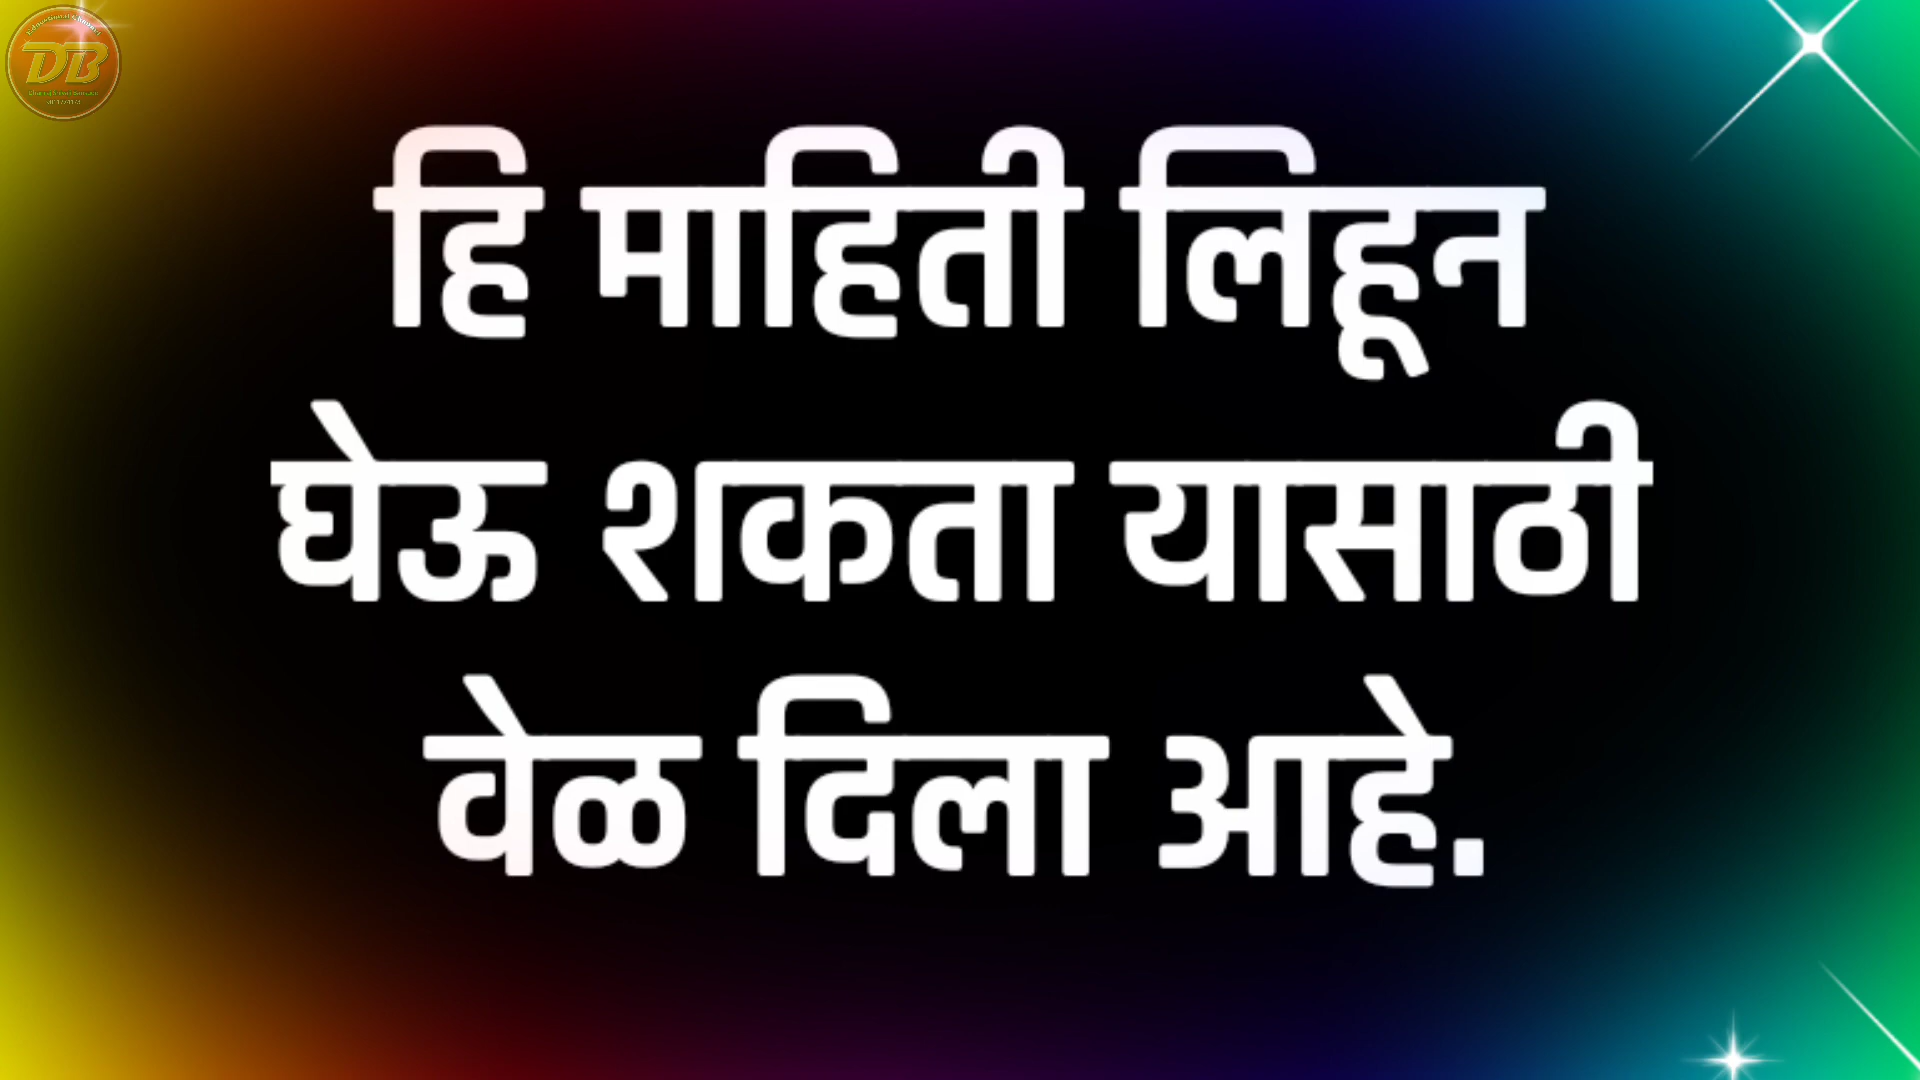 DB
हि माहिती लिहून
घेऊ शकता यासाठी
वेळ दिला आहे.